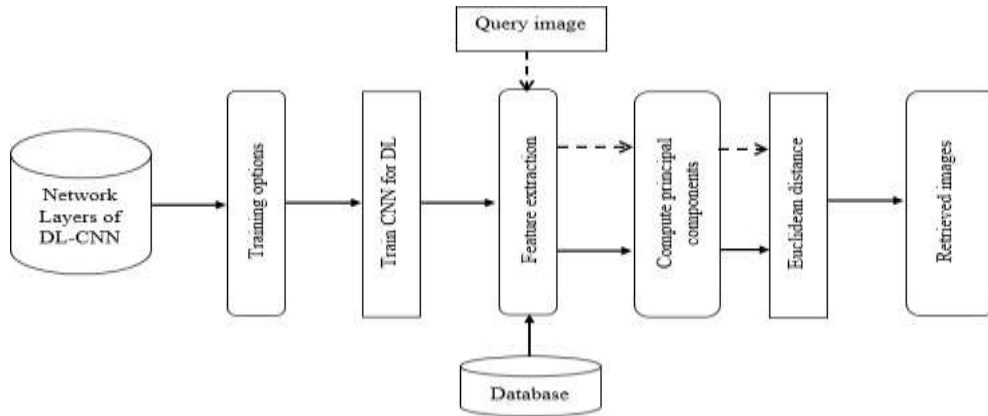 Query image
Network
Layers of
DL-CNN
Training options
Train CNN for DL
Feature extraction
Compute principal
components
Euclidean distance
Retrieved images
Database